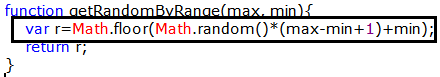 function getRandomByRange(max, min){
var r=Math.floor(Math.random()*(max-min+1)+min);
return r;
}